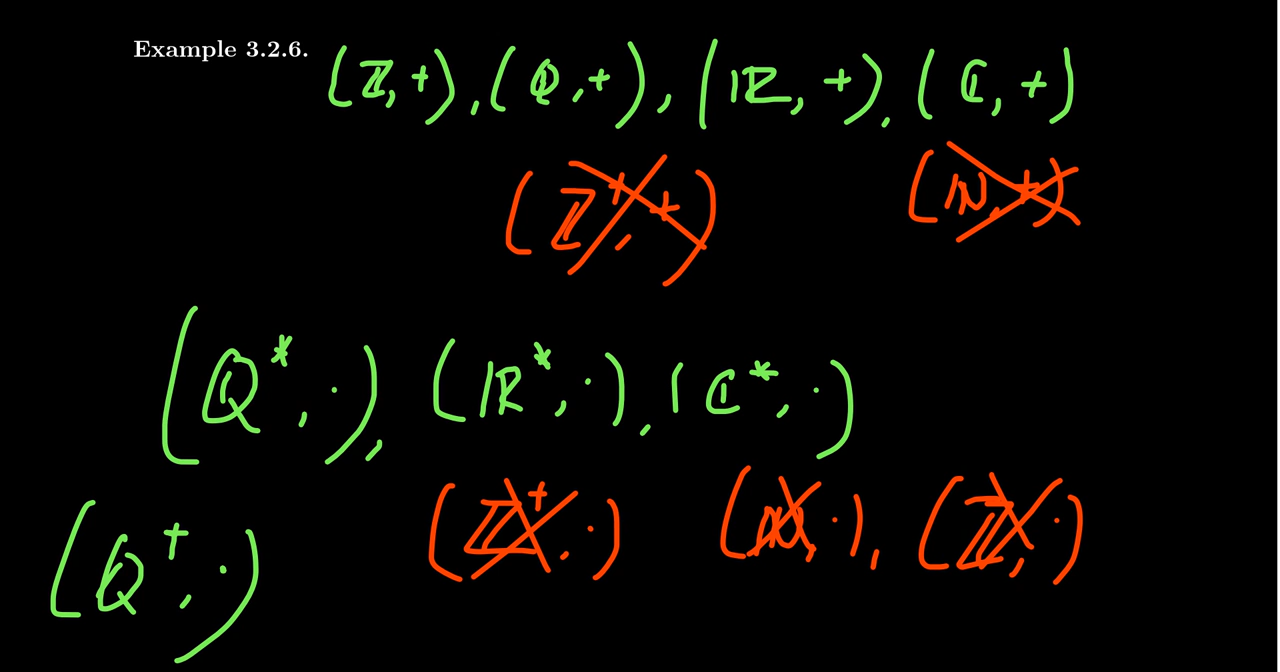 Example 3.2.6. (ℤ,+),(ℚ,+),(ℝ,+),(ℂ,+)
(ℤ⁺,+) (ℕ,+)
(ℚ*,·), (ℝ*,·), (ℂ*,·)
(ℤ⁺,·) (ℕ,·), (ℤ,·)
(ℚ⁺,·)